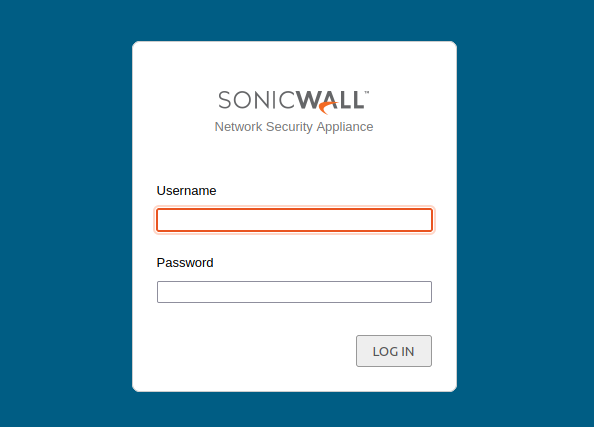 SONICWALL™
Network Security Appliance
Username
Password
LOG IN